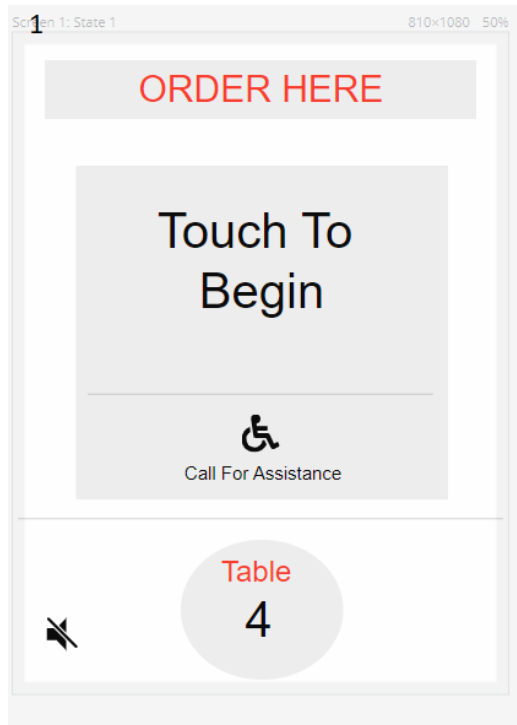 Screen 1: State 1 810×1080 50%
1
ORDER HERE
Touch To
Begin
Call For Assistance
Table
4